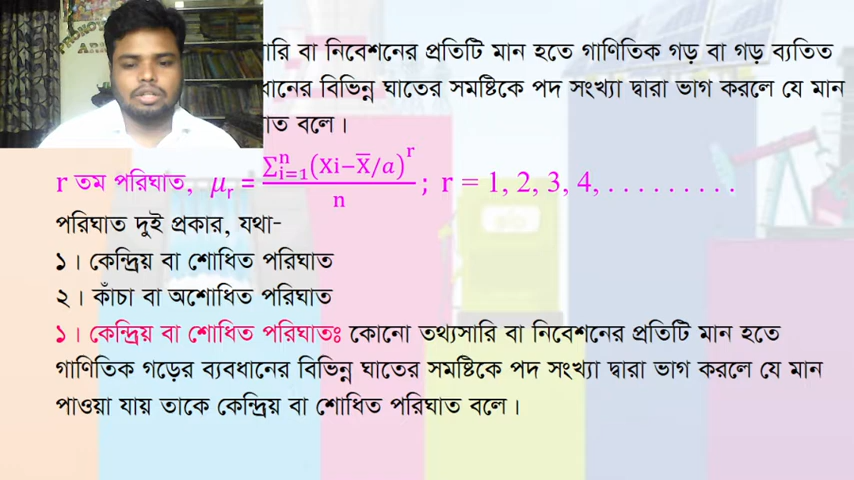 ারি বা নিবেশনের প্রতিটি মান হতে গাণিতিক গড় বা গড় ব্যতিত
ধানের বিভিন্ন ঘাতের সমষ্টিকে পদ সংখ্যা দ্বারা ভাগ করলে যে মান
াত বলে।
r তম পরিঘাত, μ_r = \frac{∑_{i=1}^{n}(Xi−X̅/a)^r}{n} ; r = 1, 2, 3, 4, . . . . . . . . .
পরিঘাত দুই প্রকার, যথা-
১। কেন্দ্রিয় বা শোধিত পরিঘাত
২। কাঁচা বা অশোধিত পরিঘাত
১। কেন্দ্রিয় বা শোধিত পরিঘাতঃ কোনো তথ্যসারি বা নিবেশনের প্রতিটি মান হতে
গাণিতিক গড়ের ব্যবধানের বিভিন্ন ঘাতের সমষ্টিকে পদ সংখ্যা দ্বারা ভাগ করলে যে মান
পাওয়া যায় তাকে কেন্দ্রিয় বা শোধিত পরিঘাত বলে।